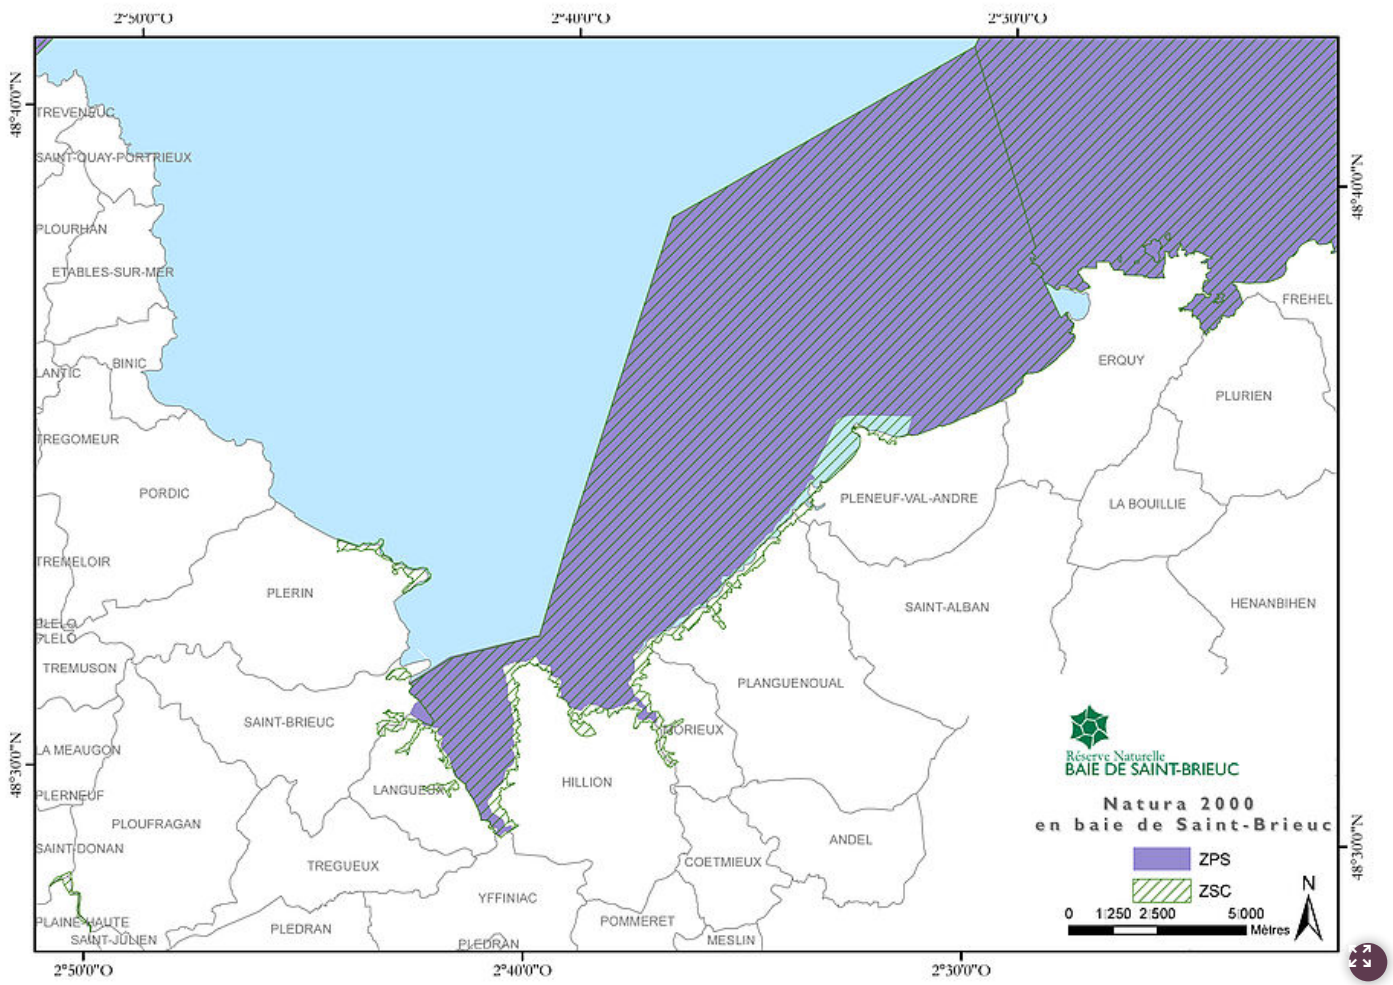 2°50'0"O
2°40'0"O
2°30'0"O
48°40'0"N
48°40'0"N
TREVENEUC
SAINT-QUAY-PORTRIEUX
PLOURHAN
ETABLES-SUR-MER
FREHEL
BINIC
LANTIC
ERQUY
PLURIEN
TREGOMEUR
PORDIC
PLENEUF-VAL-ANDRE
LA BOUILLIE
TREMELOIR
PLERIN
SAINT-ALBAN
HENANBIHEN
PLELO
PLELO
TREMUSON
PLANGUENOUAL
SAINT-BRIEUC
MORIEUX
LA MEAUGON
48°30'0"N
Réserve Naturelle
BAIE DE SAINT-BRIEUC
HILLION
LANGUEUX
PLERNEUF
Natura 2000
en baie de Saint-Brieuc
PLOUFRAGAN
ANDEL
SAINT-DONAN
48°30'0"N
ZPS
TREGUEUX
COETMIEUX
ZSC
N
YFFINIAC
0 1 250 2 500 5 000
Mètres
PLAINE-HAUTE
PLEDRAN
POMMERET
SAINT-JULIEN
PLEDRAN
MESLIN
2°50'0"O
2°40'0"O
2°30'0"O